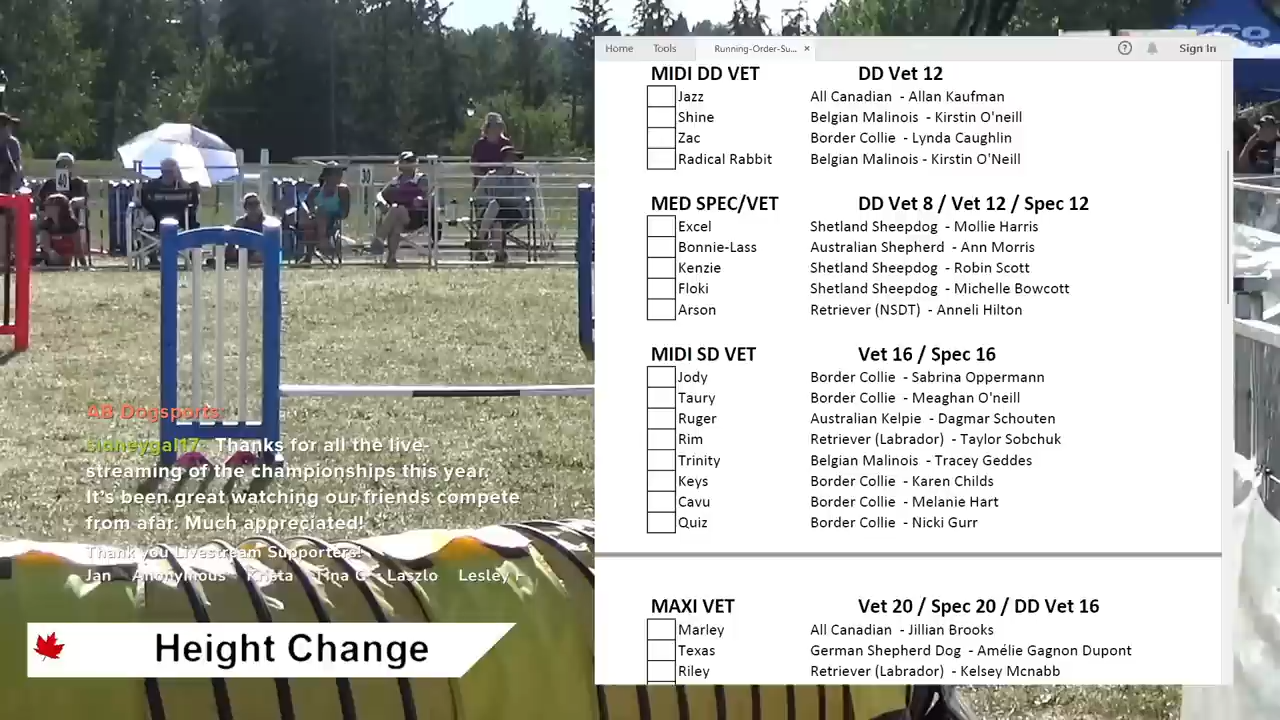 Home Tools Running-Order-Su... × ? Sign In
MIDI DD VET DD Vet 12
Jazz All Canadian - Allan Kaufman
Shine Belgian Malinois - Kirstin O'neill
Zac Border Collie - Lynda Caughlin
Radical Rabbit Belgian Malinois - Kirstin O'Neill
MED SPEC/VET DD Vet 8 / Vet 12 / Spec 12
Excel Shetland Sheepdog - Mollie Harris
Bonnie-Lass Australian Shepherd - Ann Morris
Kenzie Shetland Sheepdog - Robin Scott
Floki Shetland Sheepdog - Michelle Bowcott
Arson Retriever (NSDT) - Anneli Hilton
MIDI SD VET Vet 16 / Spec 16
Jody Border Collie - Sabrina Oppermann
Taury Border Collie - Meaghan O'neill
Ruger Australian Kelpie - Dagmar Schouten
Rim Retriever (Labrador) - Taylor Sobchuk
Trinity Belgian Malinois - Tracey Geddes
Keys Border Collie - Karen Childs
Cavu Border Collie - Melanie Hart
Quiz Border Collie - Nicki Gurr
MAXI VET Vet 20 / Spec 20 / DD Vet 16
Marley All Canadian - Jillian Brooks
Texas German Shepherd Dog - Amélie Gagnon Dupont
Riley Retriever (Labrador) - Kelsey Mcnabb
40
30
AB Dogsports:
sidneygal17: Thanks for all the live-
streaming of the championships this year.
It's been great watching our friends compete
from afar. Much appreciated!
Thank you Livestream Supporters!
Jan Anonymous Krista Tina G Laszlo Lesley
Height Change